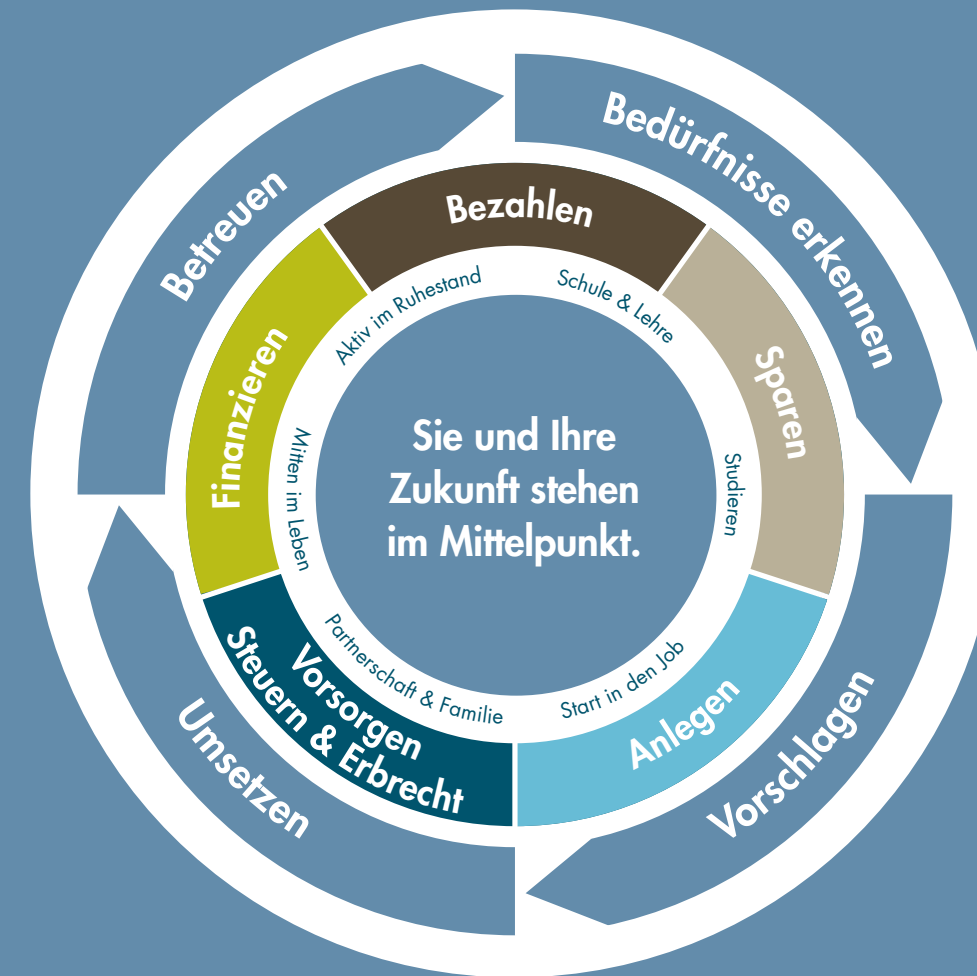 Bedürfnisse erkennen
Vorschlagen
Umsetzen
Betreuen
Bezahlen
Sparen
Anlegen
Vorsorgen
Steuern & Erbrecht
Finanzieren
Schule & Lehre
Studieren
Start in den Job
Partnerschaft & Familie
Mitten im Leben
Aktiv im Ruhestand
Sie und Ihre
Zukunft stehen
im Mittelpunkt.